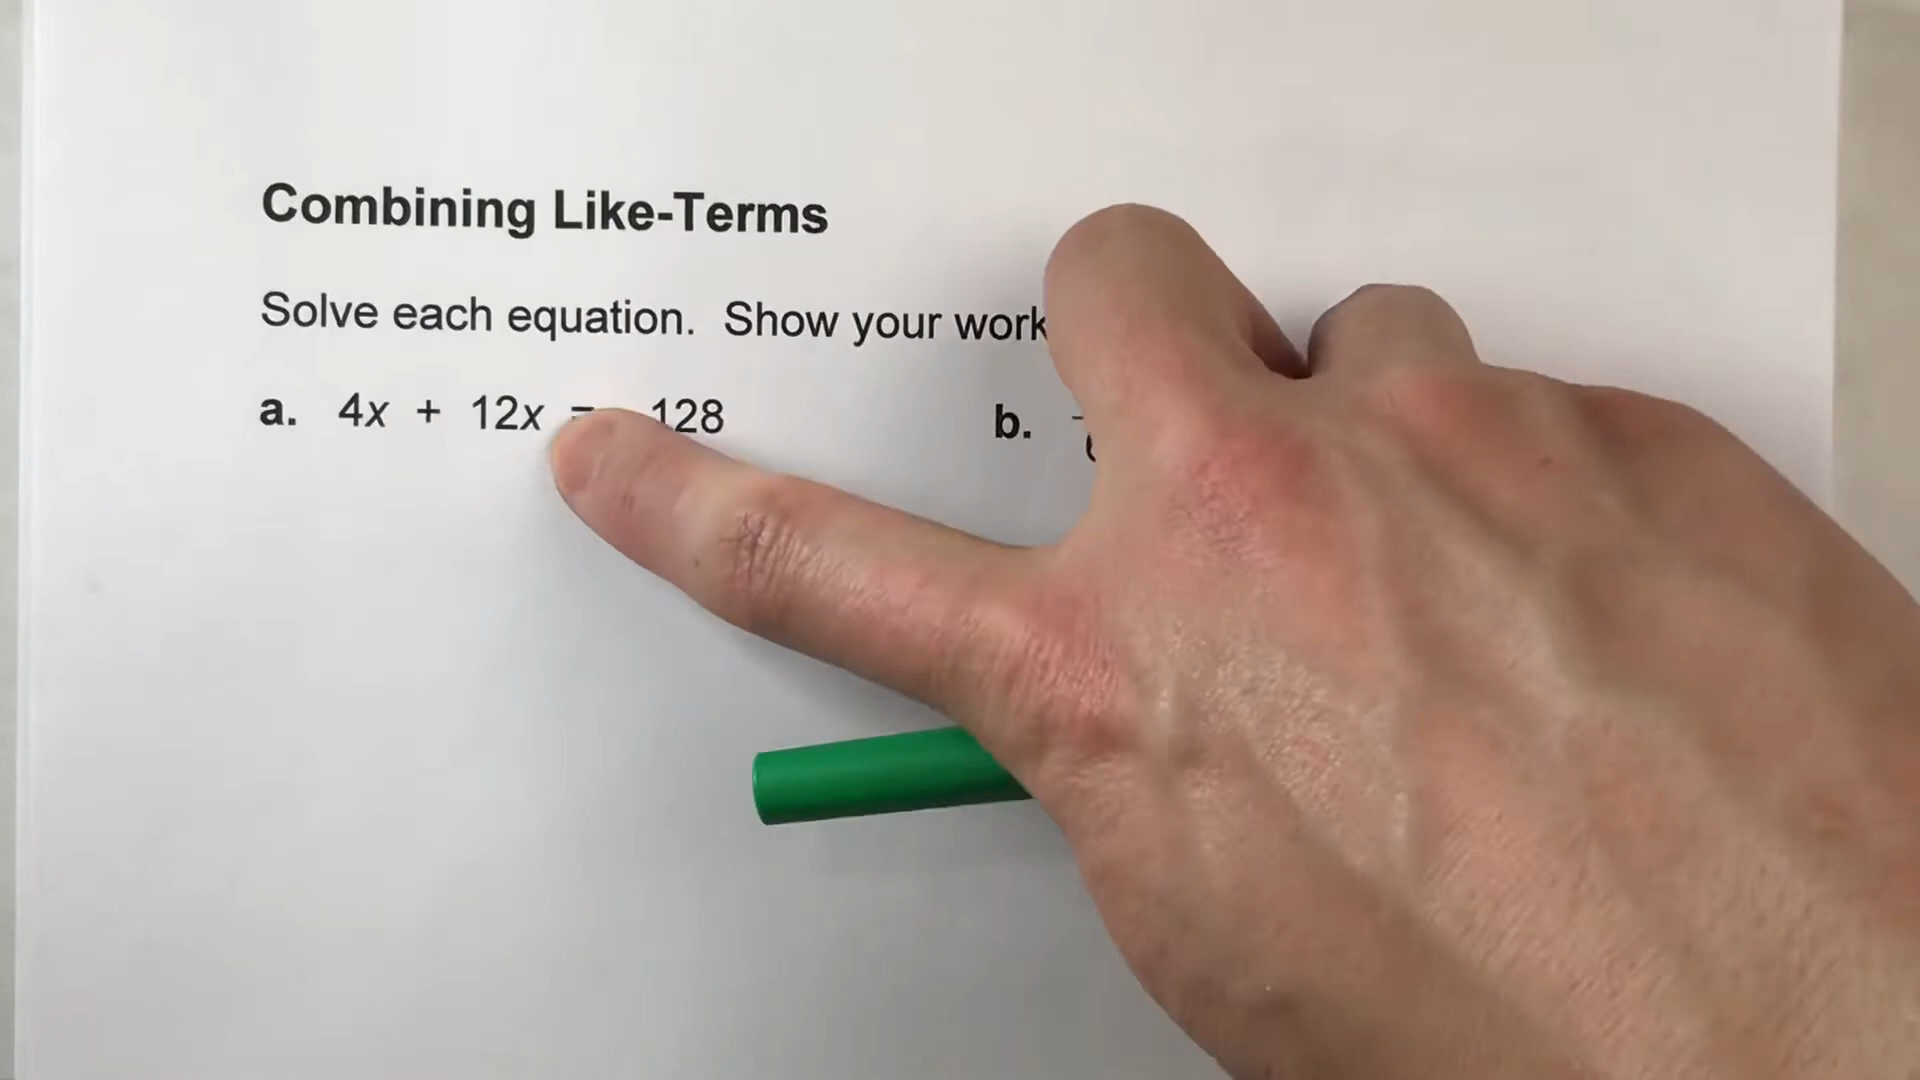 Combining Like-Terms
Solve each equation. Show your work
a. 4x + 12x = 128
b.